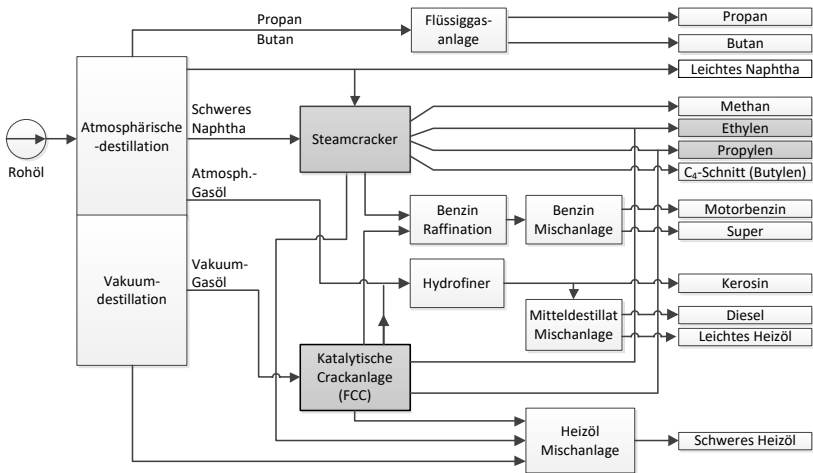 Propan
Butan
Flüssiggas-
anlage
Propan
Butan
Leichtes Naphtha
Rohöl
Atmosphärische
-destillation
Schweres
Naphtha
Steamcracker
Methan
Ethylen
Propylen
C₄-Schnitt (Butylen)
Atmosph.-
Gasöl
Benzin
Raffination
Benzin
Mischanlage
Motorbenzin
Super
Vakuum-
destillation
Vakuum-
Gasöl
Hydrofiner
Kerosin
Mitteldestillat
Mischanlage
Diesel
Leichtes Heizöl
Katalytische
Crackanlage
(FCC)
Heizöl
Mischanlage
Schweres Heizöl